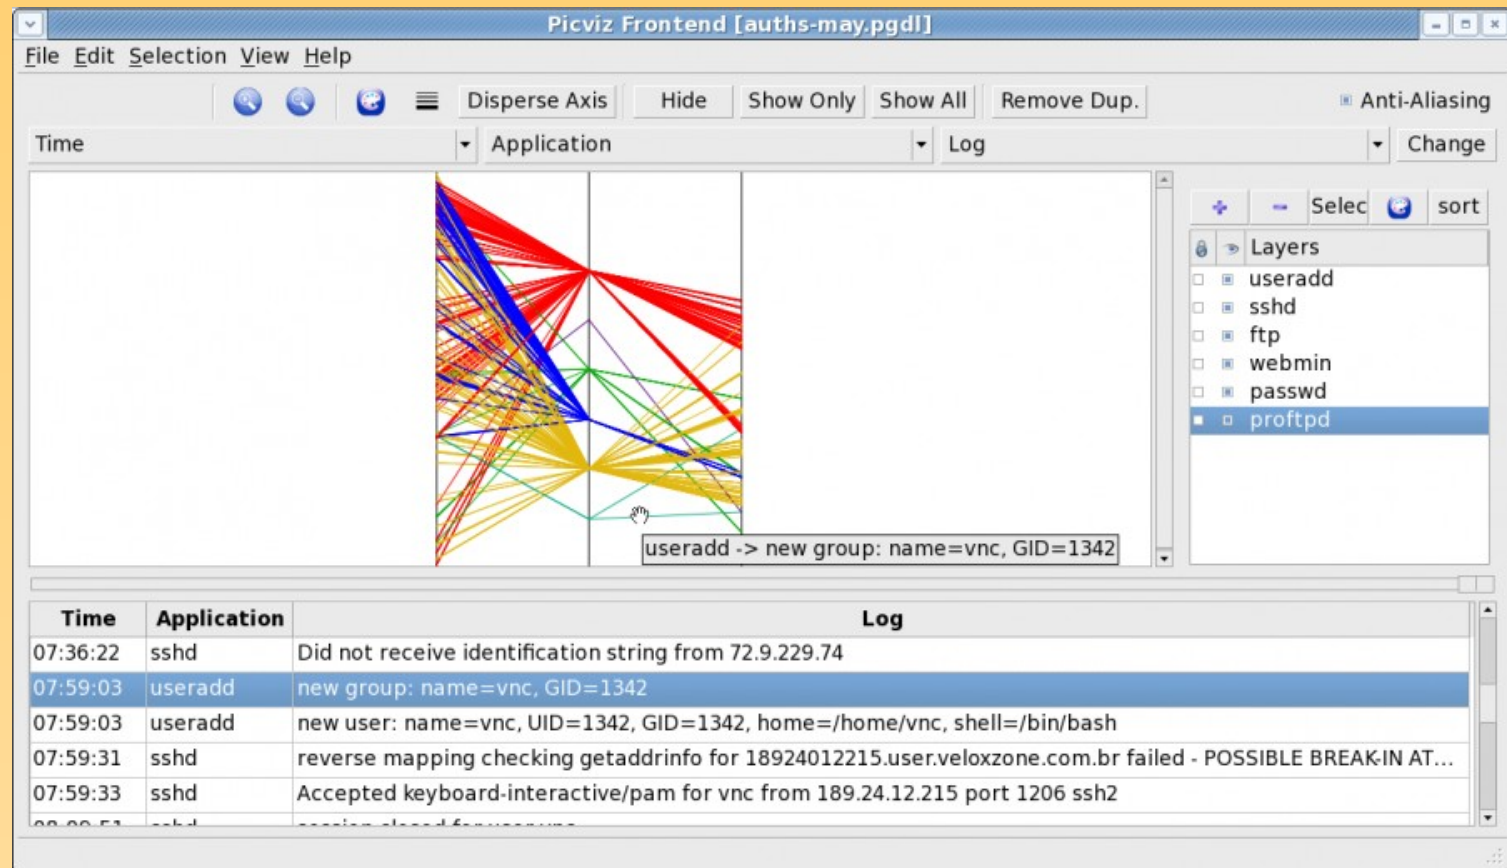 Picviz Frontend [auths-may.pgdl]
File Edit Selection View Help
Disperse Axis Hide Show Only Show All Remove Dup. Anti-Aliasing
Time Application Log Change
Selec sort
Layers
useradd
sshd
ftp
webmin
passwd
proftpd
useradd -> new group: name=vnc, GID=1342
Time Application Log
07:36:22 sshd Did not receive identification string from 72.9.229.74
07:59:03 useradd new group: name=vnc, GID=1342
07:59:03 useradd new user: name=vnc, UID=1342, GID=1342, home=/home/vnc, shell=/bin/bash
07:59:31 sshd reverse mapping checking getaddrinfo for 18924012215.user.veloxzone.com.br failed - POSSIBLE BREAK-IN AT...
07:59:33 sshd Accepted keyboard-interactive/pam for vnc from 189.24.12.215 port 1206 ssh2